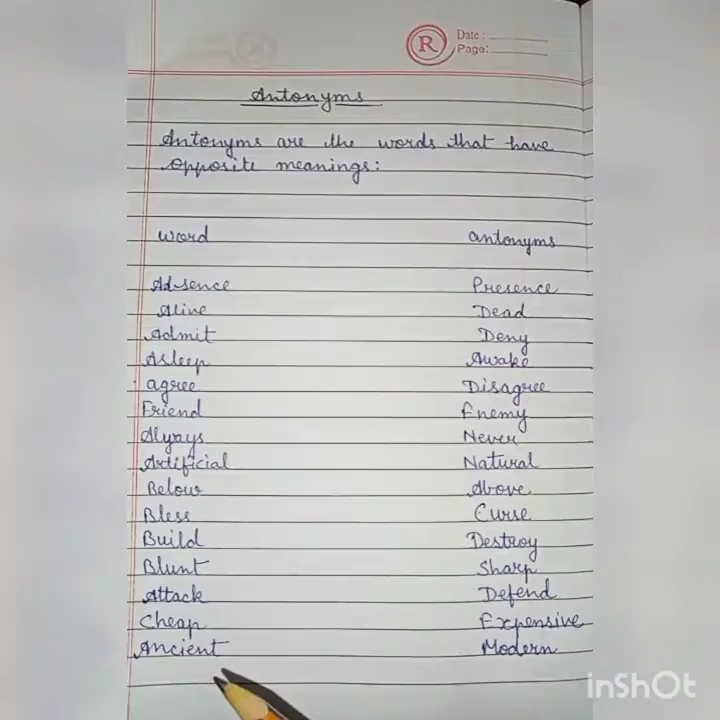 R Date :
Page:
Antonyms
Antonyms are the words that have
opposite meanings:
word antonyms
Adsence Presence
Alive Dead
Admit Deny
Asleep Awake
agree Disagree
Friend Enemy
Alyays Never
Artificial Natural
Below Above
Bless Curse
Build Destroy
Blunt Sharp
Attack Defend
Cheap Expensive
Ancient Modern
InShOt